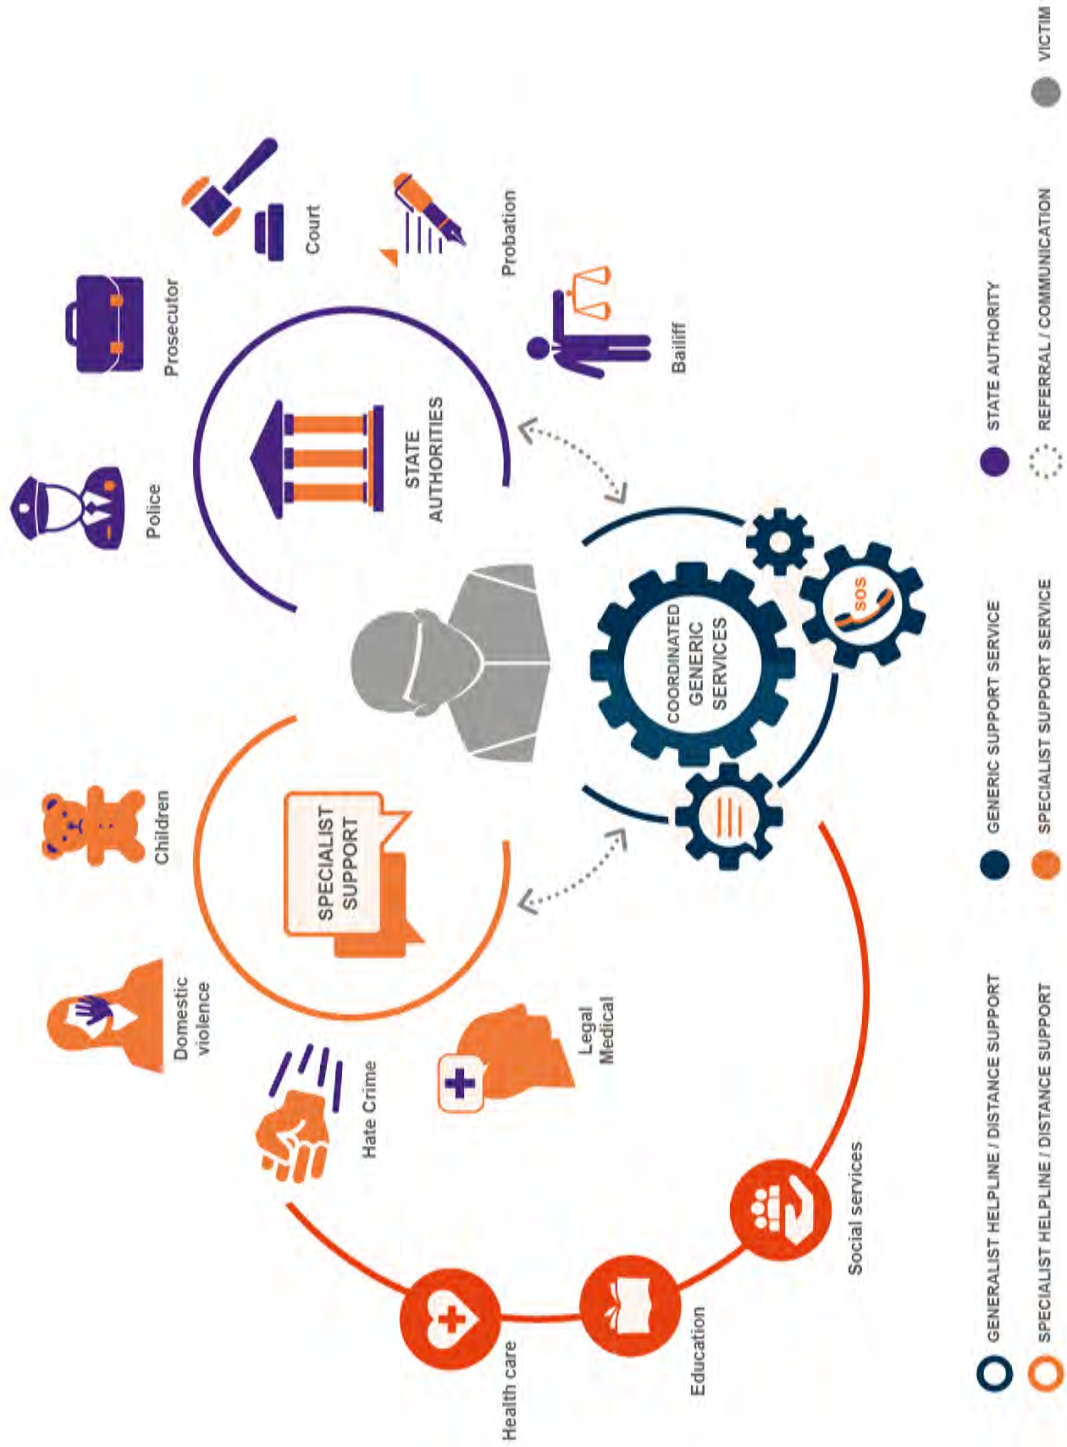 Children
Police
Domestic
violence
Prosecutor
SPECIALIST
SUPPORT
Court
Hate Crime
STATE
AUTHORITIES
Probation
Health care
Legal
Medical
Bailiff
Education
COORDINATED
GENERIC
SERVICES
Social services
SOS
GENERALIST HELPLINE / DISTANCE SUPPORT
GENERIC SUPPORT SERVICE
STATE AUTHORITY
SPECIALIST HELPLINE / DISTANCE SUPPORT
SPECIALIST SUPPORT SERVICE
REFERRAL / COMMUNICATION
VICTIM